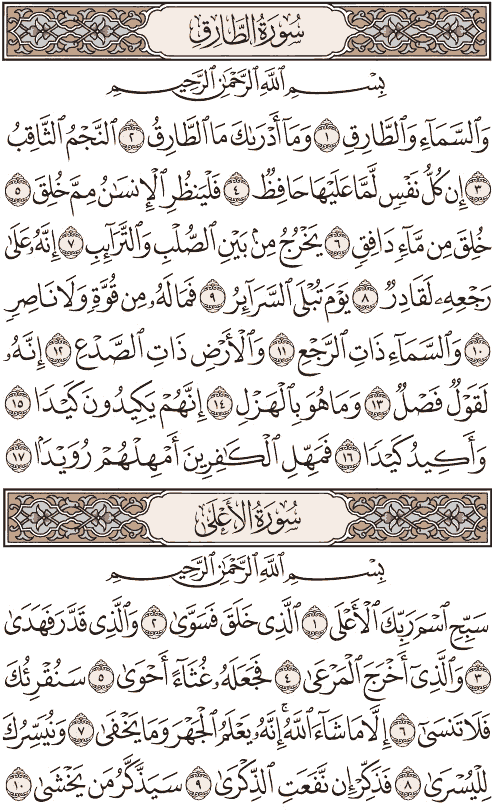 سُورَةُ الطَّارِقِ
بِسْمِ ٱللَّهِ ٱلرَّحْمَٰنِ ٱلرَّحِيمِ
وَٱلسَّمَآءِ وَٱلطَّارِقِ ١ وَمَآ أَدْرَىٰكَ مَا ٱلطَّارِقُ ٢ ٱلنَّجْمُ ٱلثَّاقِبُ
٣ إِن كُلُّ نَفْسٍ لَّمَّا عَلَيْهَا حَافِظٌ ٤ فَلْيَنظُرِ ٱلْإِنسَٰنُ مِمَّ خُلِقَ ٥
خُلِقَ مِن مَّآءٍ دَافِقٍ ٦ يَخْرُجُ مِنۢ بَيْنِ ٱلصُّلْبِ وَٱلتَّرَآئِبِ ٧ إِنَّهُۥ عَلَىٰ
رَجْعِهِۦ لَقَادِرٌ ٨ يَوْمَ تُبْلَى ٱلسَّرَآئِرُ ٩ فَمَا لَهُۥ مِن قُوَّةٍ وَلَا نَاصِرٍ
١٠ وَٱلسَّمَآءِ ذَاتِ ٱلرَّجْعِ ١١ وَٱلْأَرْضِ ذَاتِ ٱلصَّدْعِ ١٢ إِنَّهُۥ
لَقَوْلٌ فَصْلٌ ١٣ وَمَا هُوَ بِٱلْهَزْلِ ١٤ إِنَّهُمْ يَكِيدُونَ كَيْدًا ١٥
وَأَكِيدُ كَيْدًا ١٦ فَمَهِّلِ ٱلْكَٰفِرِينَ أَمْهِلْهُمْ رُوَيْدًۢا ١٧
سُورَةُ الأَعْلَىٰ
بِسْمِ ٱللَّهِ ٱلرَّحْمَٰنِ ٱلرَّحِيمِ
سَبِّحِ ٱسْمَ رَبِّكَ ٱلْأَعْلَى ١ ٱلَّذِى خَلَقَ فَسَوَّىٰ ٢ وَٱلَّذِى قَدَّرَ فَهَدَىٰ
٣ وَٱلَّذِىٓ أَخْرَجَ ٱلْمَرْعَىٰ ٤ فَجَعَلَهُۥ غُثَآءً أَحْوَىٰ ٥ سَنُقْرِئُكَ
فَلَا تَنسَىٰٓ ٦ إِلَّا مَا شَآءَ ٱللَّهُ ۚ إِنَّهُۥ يَعْلَمُ ٱلْجَهْرَ وَمَا يَخْفَىٰ ٧ وَنُيَسِّرُكَ
لِلْيُسْرَىٰ ٨ فَذَكِّرْ إِن نَّفَعَتِ ٱلذِّكْرَىٰ ٩ سَيَذَّكَّرُ مَن يَخْشَىٰ ١٠